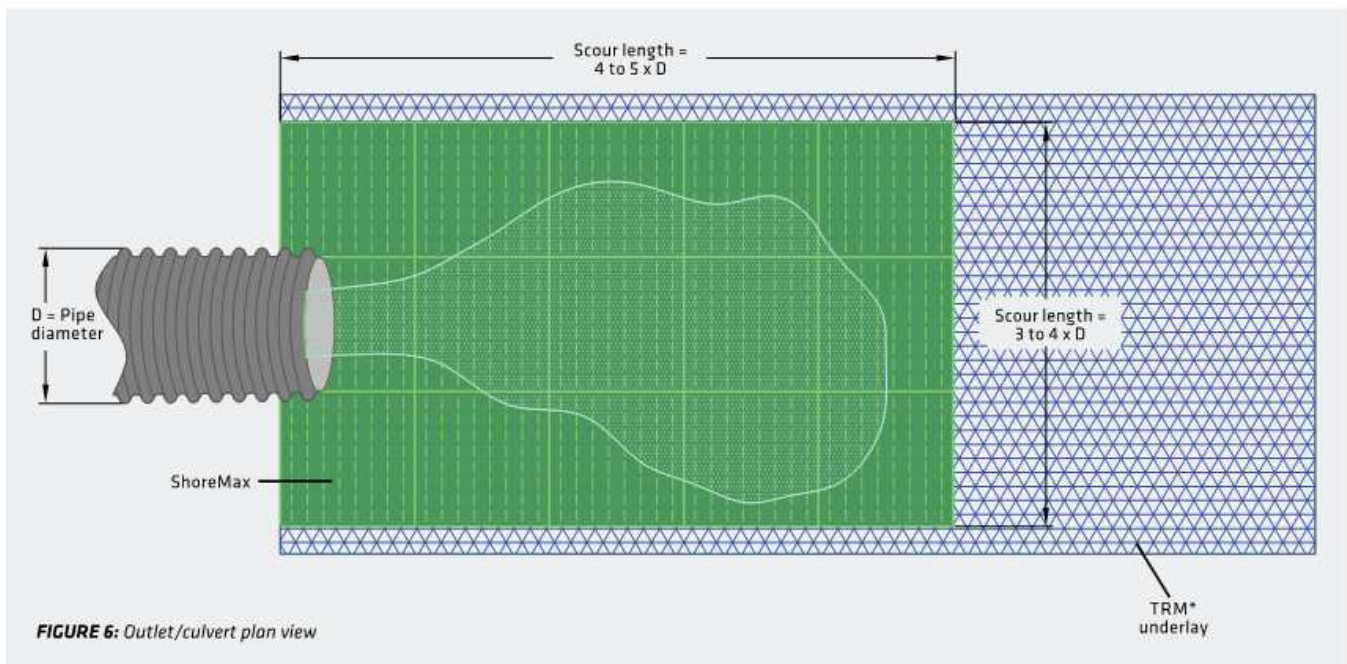 Scour length =
4 to 5 x D
D = Pipe
diameter
Scour length =
3 to 4 x D
ShoreMax
TRM*
underlay
FIGURE 6: Outlet/culvert plan view